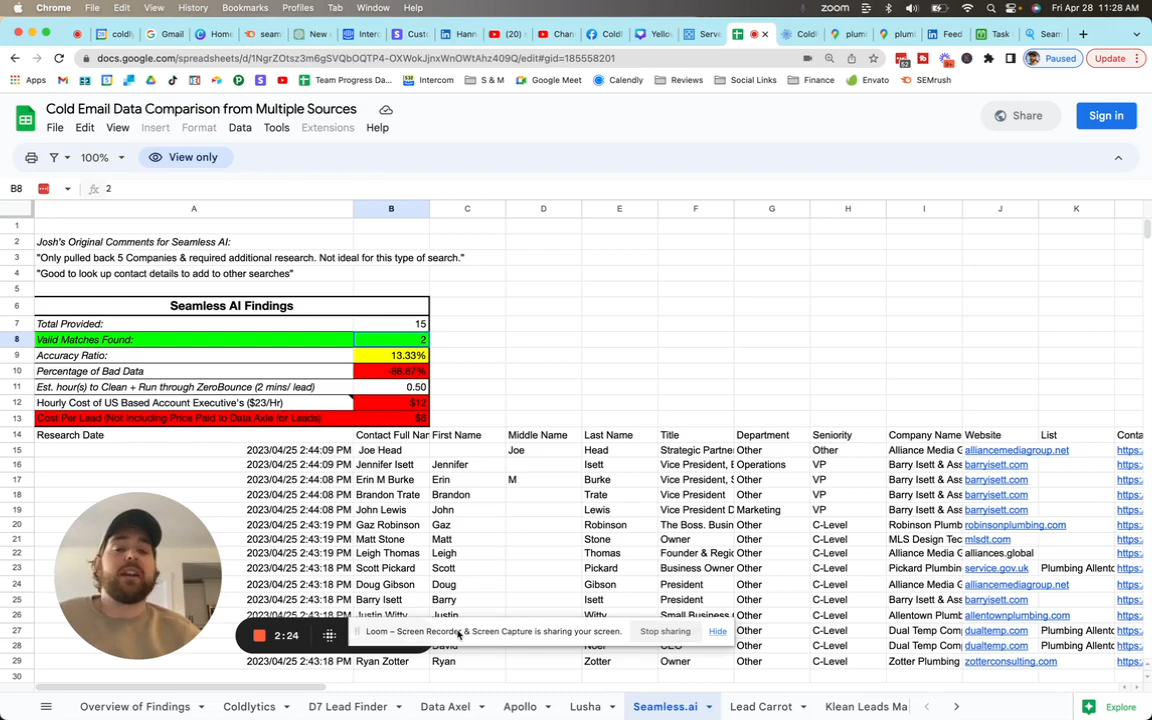 Chrome File Edit View History Bookmarks Profiles Tab Window Help zoom Fri Apr 28 11:28 AM
coldly Gmail Home seam New Interc Custo Hann (20) Chan Coldl Yellov Serve Coldl plum plum Feed Task Seam
docs.google.com/spreadsheets/d/1NgrZOtsz3m6gSVQbOQTP4-OXWokJjnxWnOWtAhz409Q/edit#gid=185558201 Paused Update
Apps Team Progress Da... Intercom S & M Google Meet Calendly Reviews Social Links Finance Envato SEMrush
Cold Email Data Comparison from Multiple Sources
Share Sign in
File Edit View Insert Format Data Tools Extensions Help
100% View only
B8 fx 2
A B C D E F G H I J K
1
2 Josh's Original Comments for Seamless AI:
3 "Only pulled back 5 Companies & required additional research. Not ideal for this type of search."
4 "Good to look up contact details to add to other searches"
5
6 Seamless AI Findings
7 Total Provided: 15
8 Valid Matches Found: 2
9 Accuracy Ratio: 13.33%
10 Percentage of Bad Data -86.67%
11 Est. hour(s) to Clean + Run through ZeroBounce (2 mins/ lead) 0.50
12 Hourly Cost of US Based Account Executive's ($23/Hr) $12
13 Cost Per Lead (Not Including Price Paid to Data Axle for Leads) $6
14 Research Date Contact Full Nar First Name Middle Name Last Name Title Department Seniority Company Name Website List Conta
15 2023/04/25 2:44:09 PM Joe Head Joe Head Strategic Partne Other Other Alliance Media G alliancemediagroup.net https:
16 2023/04/25 2:44:09 PM Jennifer Isett Jennifer Isett Vice President, E Operations VP Barry Isett & Ass barryisett.com https:
17 2023/04/25 2:44:08 PM Erin M Burke Erin M Burke Vice President, S Other VP Barry Isett & Ass barryisett.com https:
18 2023/04/25 2:44:08 PM Brandon Trate Brandon Trate Vice President Other VP Barry Isett & Ass barryisett.com https:
19 2023/04/25 2:44:08 PM John Lewis John Lewis Vice President D Marketing VP Barry Isett & Ass barryisett.com https:
20 2023/04/25 2:43:19 PM Gaz Robinson Gaz Robinson The Boss. Busin Other C-Level Robinson Plumb robinsonplumbing.com https:
21 2023/04/25 2:43:19 PM Matt Stone Matt Stone Owner Other C-Level MLS Design Tec mlsdt.com https:
22 2023/04/25 2:43:19 PM Leigh Thomas Leigh Thomas Founder & Regio Other C-Level Alliance Media G alliances.global https:
23 2023/04/25 2:43:18 PM Scott Pickard Scott Pickard Business Owner Other C-Level Pickard Plumbin service.gov.uk Plumbing Allento https:
24 2023/04/25 2:43:18 PM Doug Gibson Doug Gibson President Other C-Level Alliance Media G alliancemediagroup.net https:
25 2023/04/25 2:43:18 PM Barry Isett Barry Isett President Other C-Level Barry Isett & Ass barryisett.com https:
26 2023/04/25 2:43:18 PM Justin Witty Justin Witty Small Business Other C-Level Allentown Plumb allentownplumbing.com https:
27 Other C-Level Dual Temp Com dualtemp.com Plumbing Allento https:
28 David Noel CEO Other C-Level Dual Temp Com dualtemp.com Plumbing Allento https:
29 2023/04/25 2:43:18 PM Ryan Zotter Ryan Zotter Owner Other C-Level Zotter Plumbing zotterconsulting.com https:
30
2:24
Loom – Screen Recorder & Screen Capture is sharing your screen. Stop sharing Hide
Overview of Findings Coldlytics D7 Lead Finder Data Axel Apollo Lusha Seamless.ai Lead Carrot Klean Leads Ma Explore